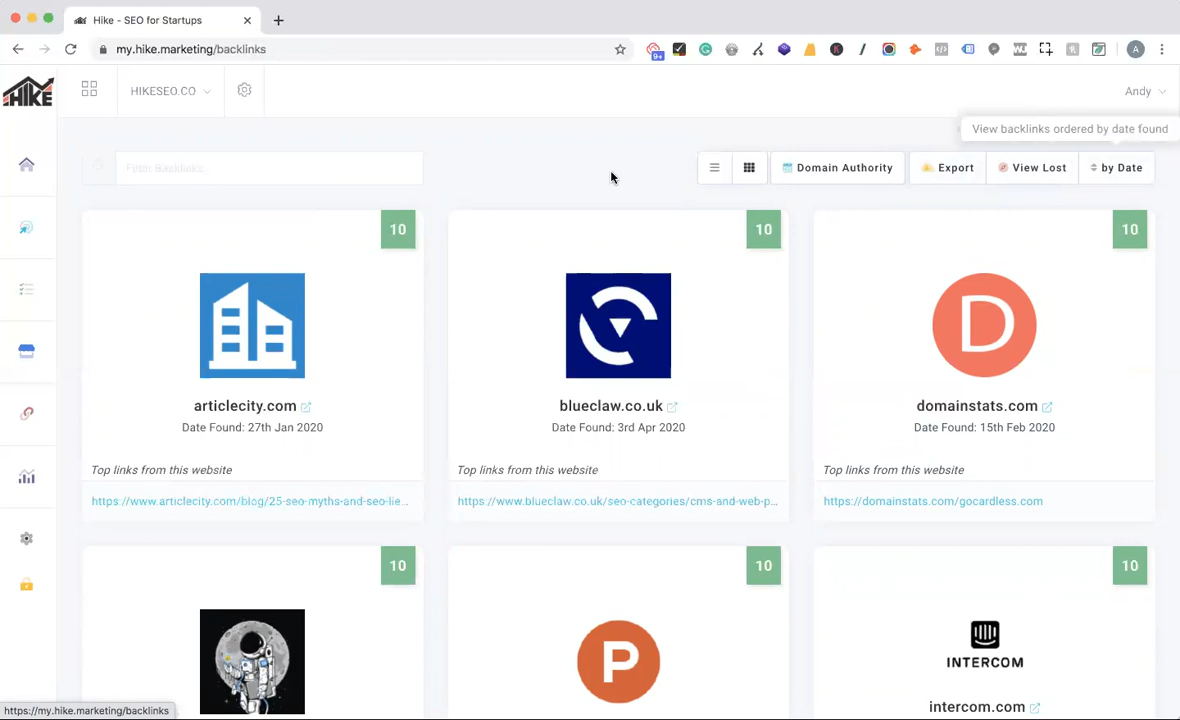 Hike - SEO for Startups
my.hike.marketing/backlinks
9+
A
HIKE
HIKESEO.CO
Andy
View backlinks ordered by date found
Filter Backlinks
Domain Authority
Export
View Lost
by Date
10
10
10
D
articlecity.com
blueclaw.co.uk
domainstats.com
Date Found: 27th Jan 2020
Date Found: 3rd Apr 2020
Date Found: 15th Feb 2020
Top links from this website
Top links from this website
Top links from this website
https://www.articlecity.com/blog/25-seo-myths-and-seo-lie...
https://www.blueclaw.co.uk/seo-categories/cms-and-web-p...
https://domainstats.com/gocardless.com
10
10
10
P
INTERCOM
intercom.com
https://my.hike.marketing/backlinks